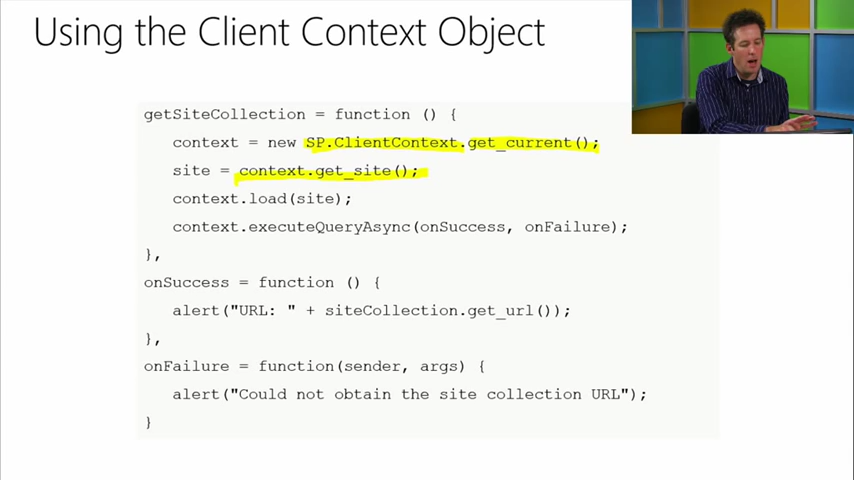 Using the Client Context Object
getSiteCollection = function () {
context = new SP.ClientContext.get_current();
site = context.get_site();
context.load(site);
context.executeQueryAsync(onSuccess, onFailure);
},
onSuccess = function () {
alert("URL: " + siteCollection.get_url());
},
onFailure = function(sender, args) {
alert("Could not obtain the site collection URL");
}